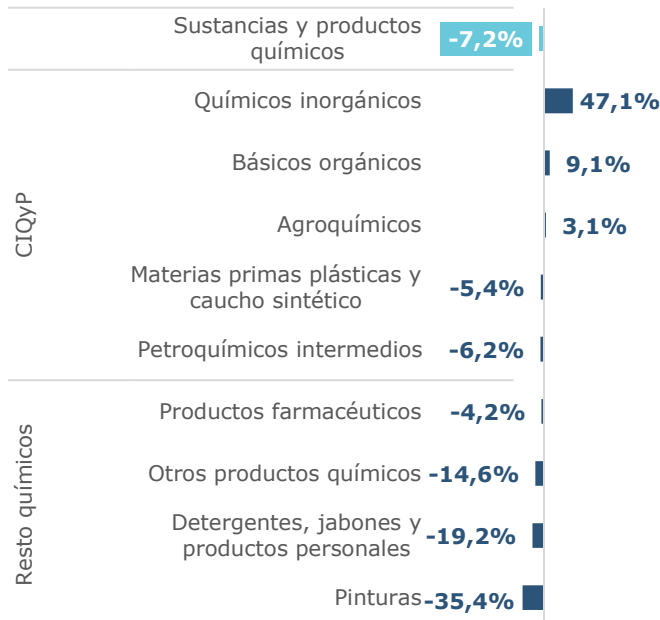 Sustancias y productos
químicos
-7,2%
CIQyP
Químicos inorgánicos
47,1%
Básicos orgánicos
9,1%
Agroquímicos
3,1%
Materias primas plásticas y
caucho sintético
-5,4%
Petroquímicos intermedios
-6,2%
Resto químicos
Productos farmacéuticos
-4,2%
Otros productos químicos
-14,6%
Detergentes, jabones y
productos personales
-19,2%
Pinturas
-35,4%